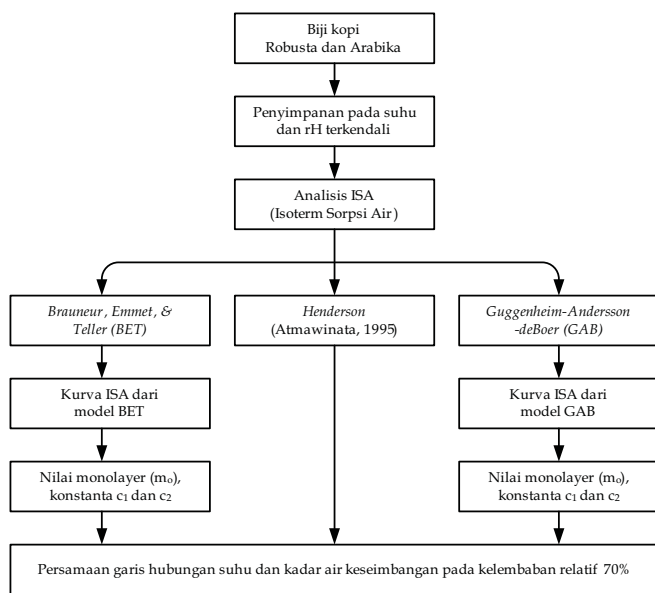 Biji kopi
Robusta dan Arabika
Penyimpanan pada suhu
dan rH terkendali
Analisis ISA
(Isoterm Sorpsi Air)
Brauneur, Emmet, &
Teller (BET)
Henderson
(Atmawinata, 1995)
Guggenheim-Andersson
-deBoer (GAB)
Kurva ISA dari
model BET
Kurva ISA dari
model GAB
Nilai monolayer (mₒ),
konstanta c₁ dan c₂
Nilai monolayer (mₒ),
konstanta c₁ dan c₂
Persamaan garis hubungan suhu dan kadar air keseimbangan pada kelembaban relatif 70%